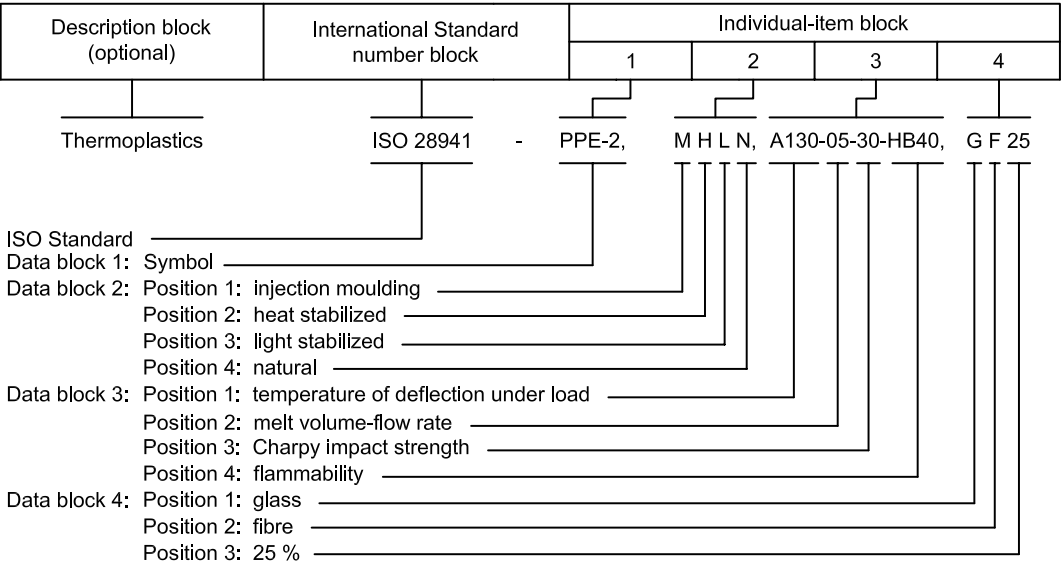 Description block
(optional)
International Standard
number block
Individual-item block
1 2 3 4
Thermoplastics ISO 28941 - PPE-2, M H L N, A130-05-30-HB40, G F 25
ISO Standard
Data block 1: Symbol
Data block 2: Position 1: injection moulding
Position 2: heat stabilized
Position 3: light stabilized
Position 4: natural
Data block 3: Position 1: temperature of deflection under load
Position 2: melt volume-flow rate
Position 3: Charpy impact strength
Position 4: flammability
Data block 4: Position 1: glass
Position 2: fibre
Position 3: 25 %